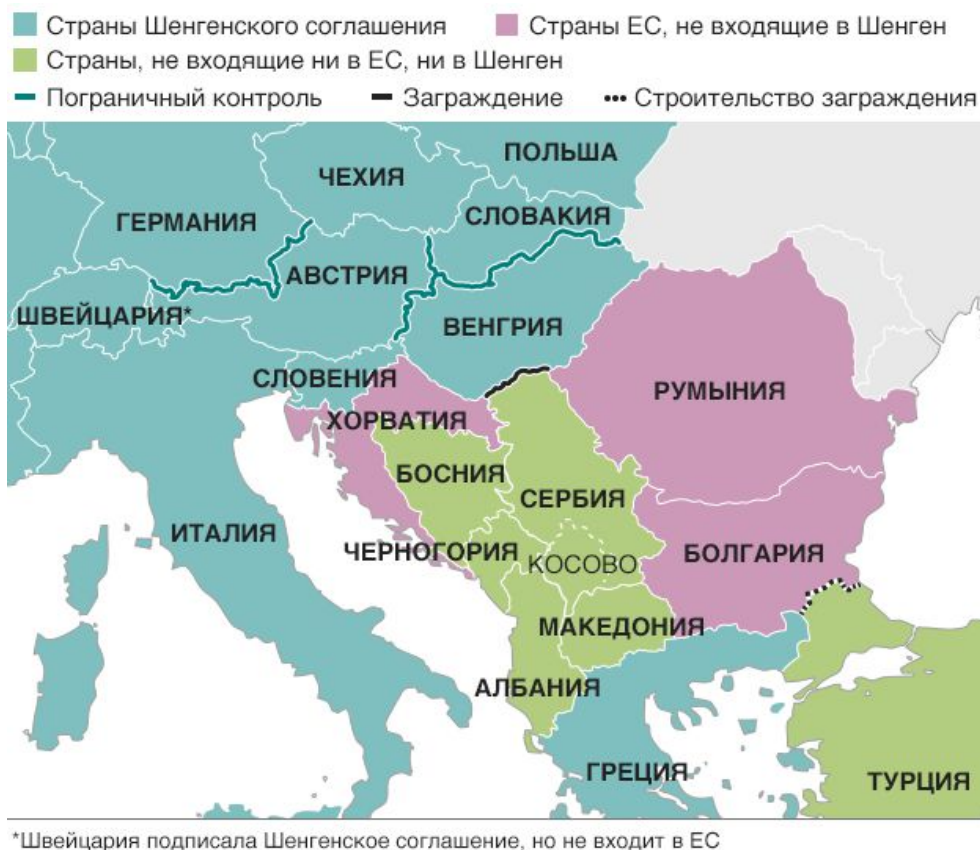 Страны Шенгенского соглашения
Страны ЕС, не входящие в Шенген
Страны, не входящие ни в ЕС, ни в Шенген
Пограничный контроль
Заграждение
Строительство заграждения
ПОЛЬША
ЧЕХИЯ
СЛОВАКИЯ
ГЕРМАНИЯ
АВСТРИЯ
ШВЕЙЦАРИЯ*
ВЕНГРИЯ
СЛОВЕНИЯ
РУМЫНИЯ
ХОРВАТИЯ
БОСНИЯ
СЕРБИЯ
ИТАЛИЯ
ЧЕРНОГОРИЯ
КОСОВО
БОЛГАРИЯ
МАКЕДОНИЯ
АЛБАНИЯ
ГРЕЦИЯ
ТУРЦИЯ
*Швейцария подписала Шенгенское соглашение, но не входит в ЕС